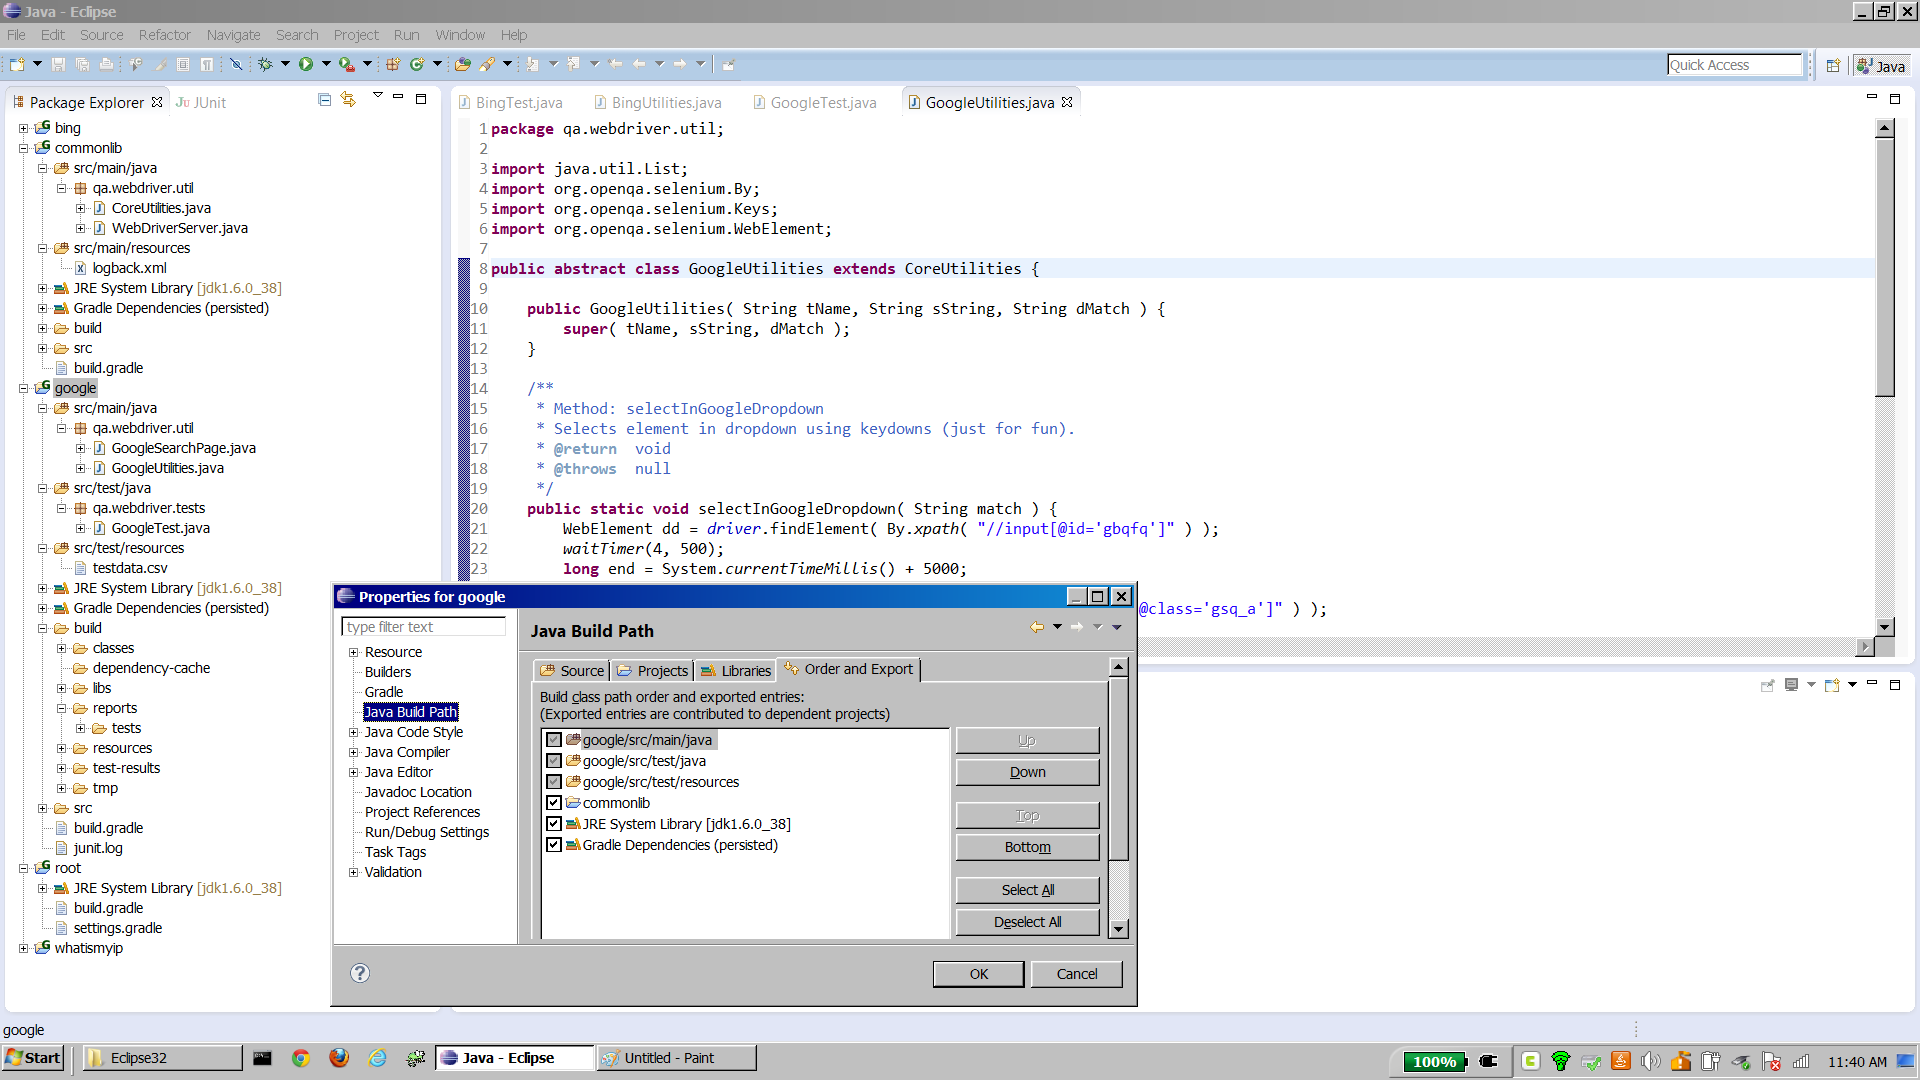 Java - Eclipse
File Edit Source Refactor Navigate Search Project Run Window Help
Quick Access
Java
Package Explorer
JUnit
bing
commonlib
src/main/java
qa.webdriver.util
CoreUtilities.java
WebDriverServer.java
src/main/resources
logback.xml
JRE System Library [jdk1.6.0_38]
Gradle Dependencies (persisted)
build
src
build.gradle
google
src/main/java
qa.webdriver.util
GoogleSearchPage.java
GoogleUtilities.java
src/test/java
qa.webdriver.tests
GoogleTest.java
src/test/resources
testdata.csv
JRE System Library [jdk1.6.0_38]
Gradle Dependencies (persisted)
build
classes
dependency-cache
libs
reports
tests
resources
test-results
tmp
src
build.gradle
junit.log
root
JRE System Library [jdk1.6.0_38]
build.gradle
settings.gradle
whatismyip
BingTest.java BingUtilities.java GoogleTest.java GoogleUtilities.java
1 package qa.webdriver.util;
2
3 import java.util.List;
4 import org.openqa.selenium.By;
5 import org.openqa.selenium.Keys;
6 import org.openqa.selenium.WebElement;
7
8 public abstract class GoogleUtilities extends CoreUtilities {
9
10 public GoogleUtilities( String tName, String sString, String dMatch ) {
11 super( tName, sString, dMatch );
12 }
13
14 /**
15 * Method: selectInGoogleDropdown
16 * Selects element in dropdown using keydowns (just for fun).
17 * @return void
18 * @throws null
19 */
20 public static void selectInGoogleDropdown( String match ) {
21 WebElement dd = driver.findElement( By.xpath( "//input[@id='gbqfq']" ) );
22 waitTimer(4, 500);
23 long end = System.currentTimeMillis() + 5000;
@class='gsq_a']" ) );
Properties for google
type filter text
Resource
Builders
Gradle
Java Build Path
Java Code Style
Java Compiler
Java Editor
Javadoc Location
Project References
Run/Debug Settings
Task Tags
Validation
Java Build Path
Source Projects Libraries Order and Export
Build class path order and exported entries:
(Exported entries are contributed to dependent projects)
google/src/main/java
google/src/test/java
google/src/test/resources
commonlib
JRE System Library [jdk1.6.0_38]
Gradle Dependencies (persisted)
Up
Down
Top
Bottom
Select All
Deselect All
OK
Cancel
google
Start
Eclipse32
Java - Eclipse
Untitled - Paint
100%
11:40 AM